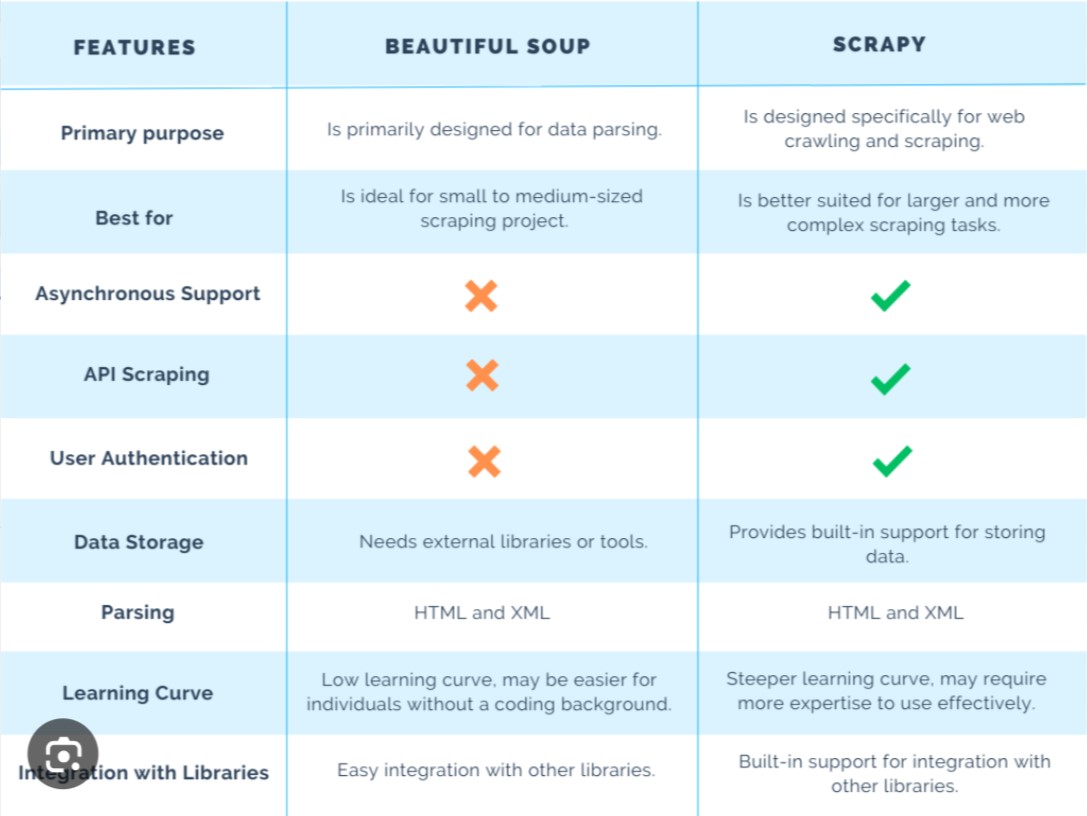 FEATURES
BEAUTIFUL SOUP
SCRAPY
Primary purpose
Is primarily designed for data parsing.
Is designed specifically for web
crawling and scraping.
Best for
Is ideal for small to medium-sized
scraping project.
Is better suited for larger and more
complex scraping tasks.
Asynchronous Support
API Scraping
User Authentication
Data Storage
Needs external libraries or tools.
Provides built-in support for storing
data.
Parsing
HTML and XML
HTML and XML
Learning Curve
Low learning curve, may be easier for
individuals without a coding background.
Steeper learning curve, may require
more expertise to use effectively.
Integration with Libraries
Easy integration with other libraries.
Built-in support for integration with
other libraries.